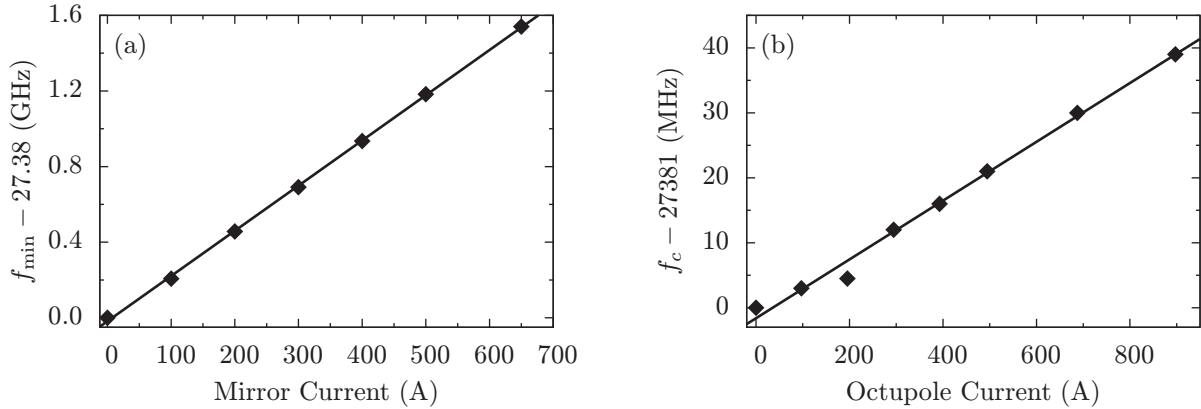 (a)
f_min − 27.38 (GHz)
1.6
1.2
0.8
0.4
0.0
0 100 200 300 400 500 600 700
Mirror Current (A)
(b)
f_c − 27381 (MHz)
40
30
20
10
0
0 200 400 600 800
Octupole Current (A)